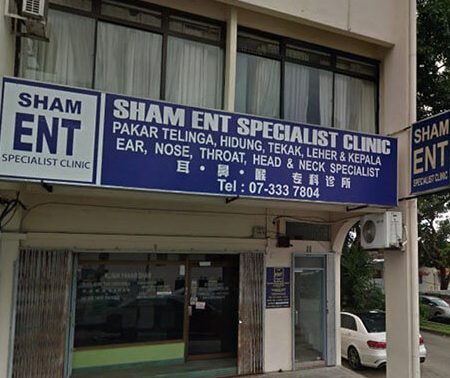 SHAM
ENT
SPECIALIST CLINIC
SHAM ENT SPECIALIST CLINIC
PAKAR TELINGA, HIDUNG, TEKAK, LEHER & KEPALA
EAR, NOSE, THROAT, HEAD & NECK SPECIALIST
耳·鼻·喉 专科诊所
Tel : 07-333 7804
SHAM
ENT
SPECIALIST CLINIC
ENT